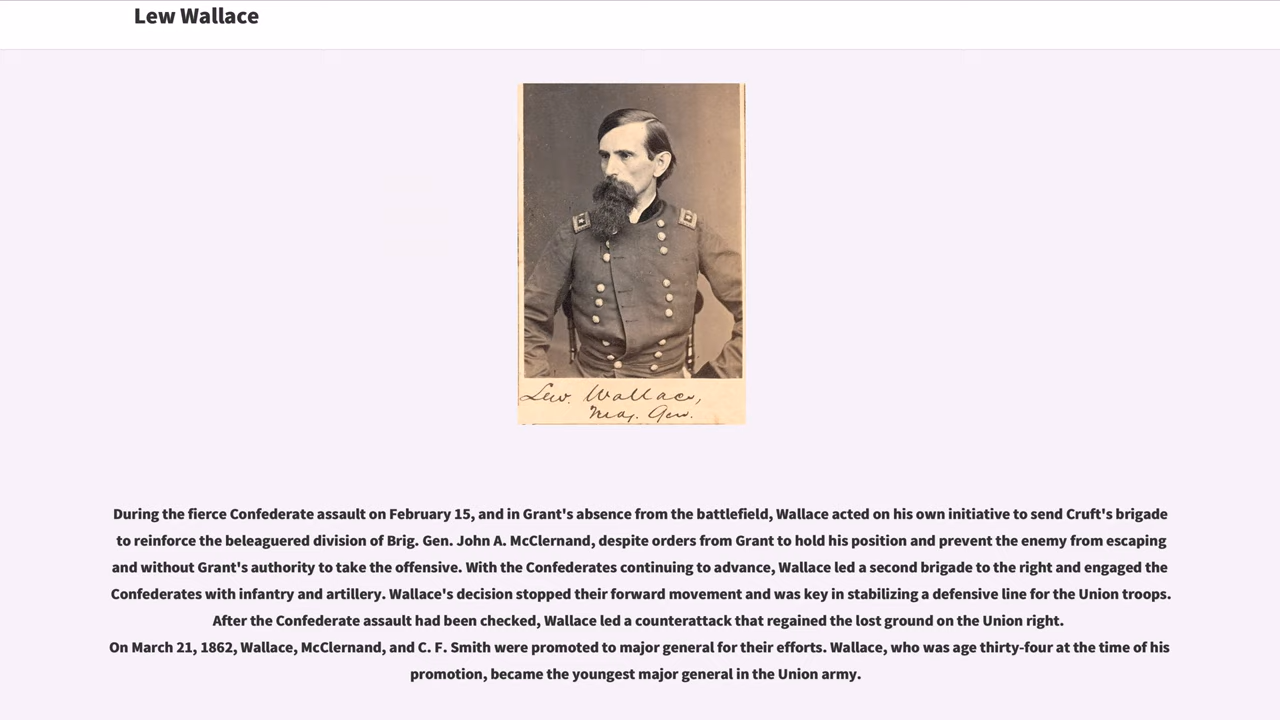 Lew Wallace
Lew. Wallace,
Maj. Gen.
During the fierce Confederate assault on February 15, and in Grant's absence from the battlefield, Wallace acted on his own initiative to send Cruft's brigade
to reinforce the beleaguered division of Brig. Gen. John A. McClernand, despite orders from Grant to hold his position and prevent the enemy from escaping
and without Grant's authority to take the offensive. With the Confederates continuing to advance, Wallace led a second brigade to the right and engaged the
Confederates with infantry and artillery. Wallace's decision stopped their forward movement and was key in stabilizing a defensive line for the Union troops.
After the Confederate assault had been checked, Wallace led a counterattack that regained the lost ground on the Union right.
On March 21, 1862, Wallace, McClernand, and C. F. Smith were promoted to major general for their efforts. Wallace, who was age thirty-four at the time of his
promotion, became the youngest major general in the Union army.